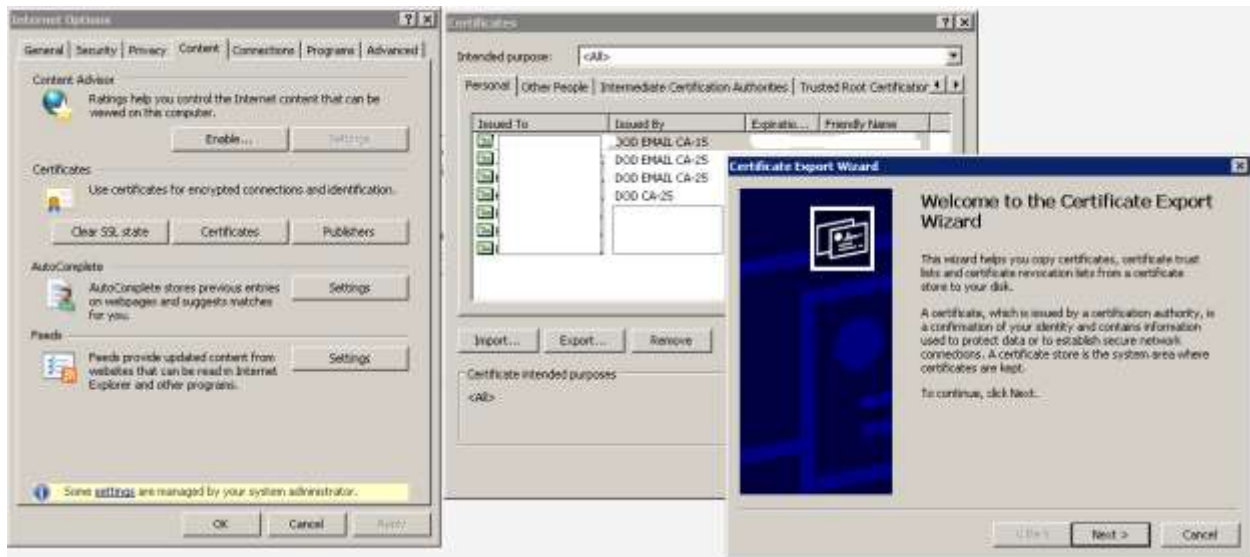 Internet Options
General Security Privacy Content Connections Programs Advanced
Content Advisor
Ratings help you control the Internet content that can be
viewed on this computer.
Enable... Settings
Certificates
Use certificates for encrypted connections and identification.
Clear SSL state Certificates Publishers
AutoComplete
AutoComplete stores previous entries
on webpages and suggests matches
for you.
Settings
Feeds
Feeds provide updated content from
websites that can be read in Internet
Explorer and other programs.
Settings
Some settings are managed by your system administrator.
OK Cancel Apply
Certificates
Intended purpose: <All>
Personal Other People Intermediate Certification Authorities Trusted Root Certification
Issued To Issued By Expiratio... Friendly Name
DOD EMAIL CA-15
DOD EMAIL CA-25
DOD EMAIL CA-25
DOD CA-25
Import... Export... Remove
Certificate intended purposes
<All>
Certificate Export Wizard
Welcome to the Certificate Export
Wizard
This wizard helps you copy certificates, certificate trust
lists and certificate revocation lists from a certificate
store to your disk.
A certificate, which is issued by a certification authority, is
a confirmation of your identity and contains information
used to protect data or to establish secure network
connections. A certificate store is the system area where
certificates are kept.
To continue, click Next.
< Back Next > Cancel